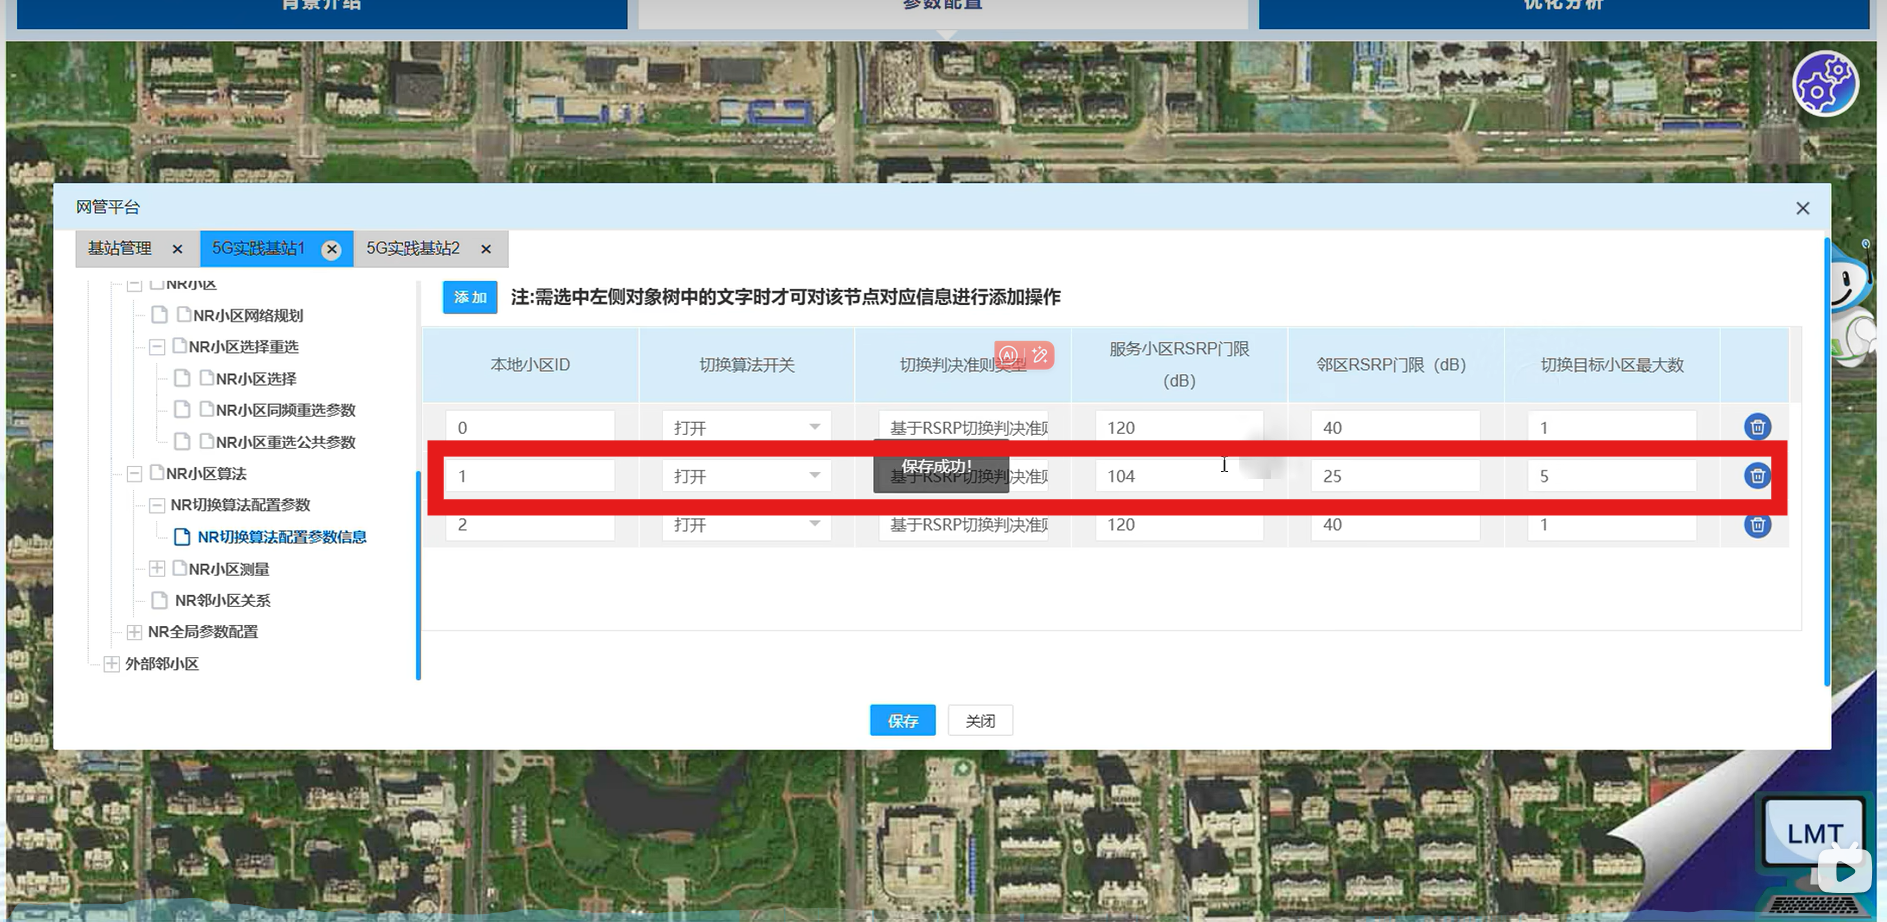 背景介绍
参数配置
优化分析
网管平台
基站管理
5G实践基站1
5G实践基站2
NR小区
NR小区网络规划
NR小区选择重选
NR小区选择
NR小区同频重选参数
NR小区重选公共参数
NR小区算法
NR切换算法配置参数
NR切换算法配置参数信息
NR小区测量
NR邻小区关系
NR全局参数配置
外部邻小区
添加 注:需选中左侧对象树中的文字时才可对该节点对应信息进行添加操作
本地小区ID 切换算法开关 切换判决准则类型 服务小区RSRP门限 (dB) 邻区RSRP门限 (dB) 切换目标小区最大数
AI
0 打开 基于RSRP切换判决准则 120 40 1
1 打开 基于RSRP切换判决准则 104 25 5
保存成功!
2 打开 基于RSRP切换判决准则 120 40 1
保存 关闭
LMT